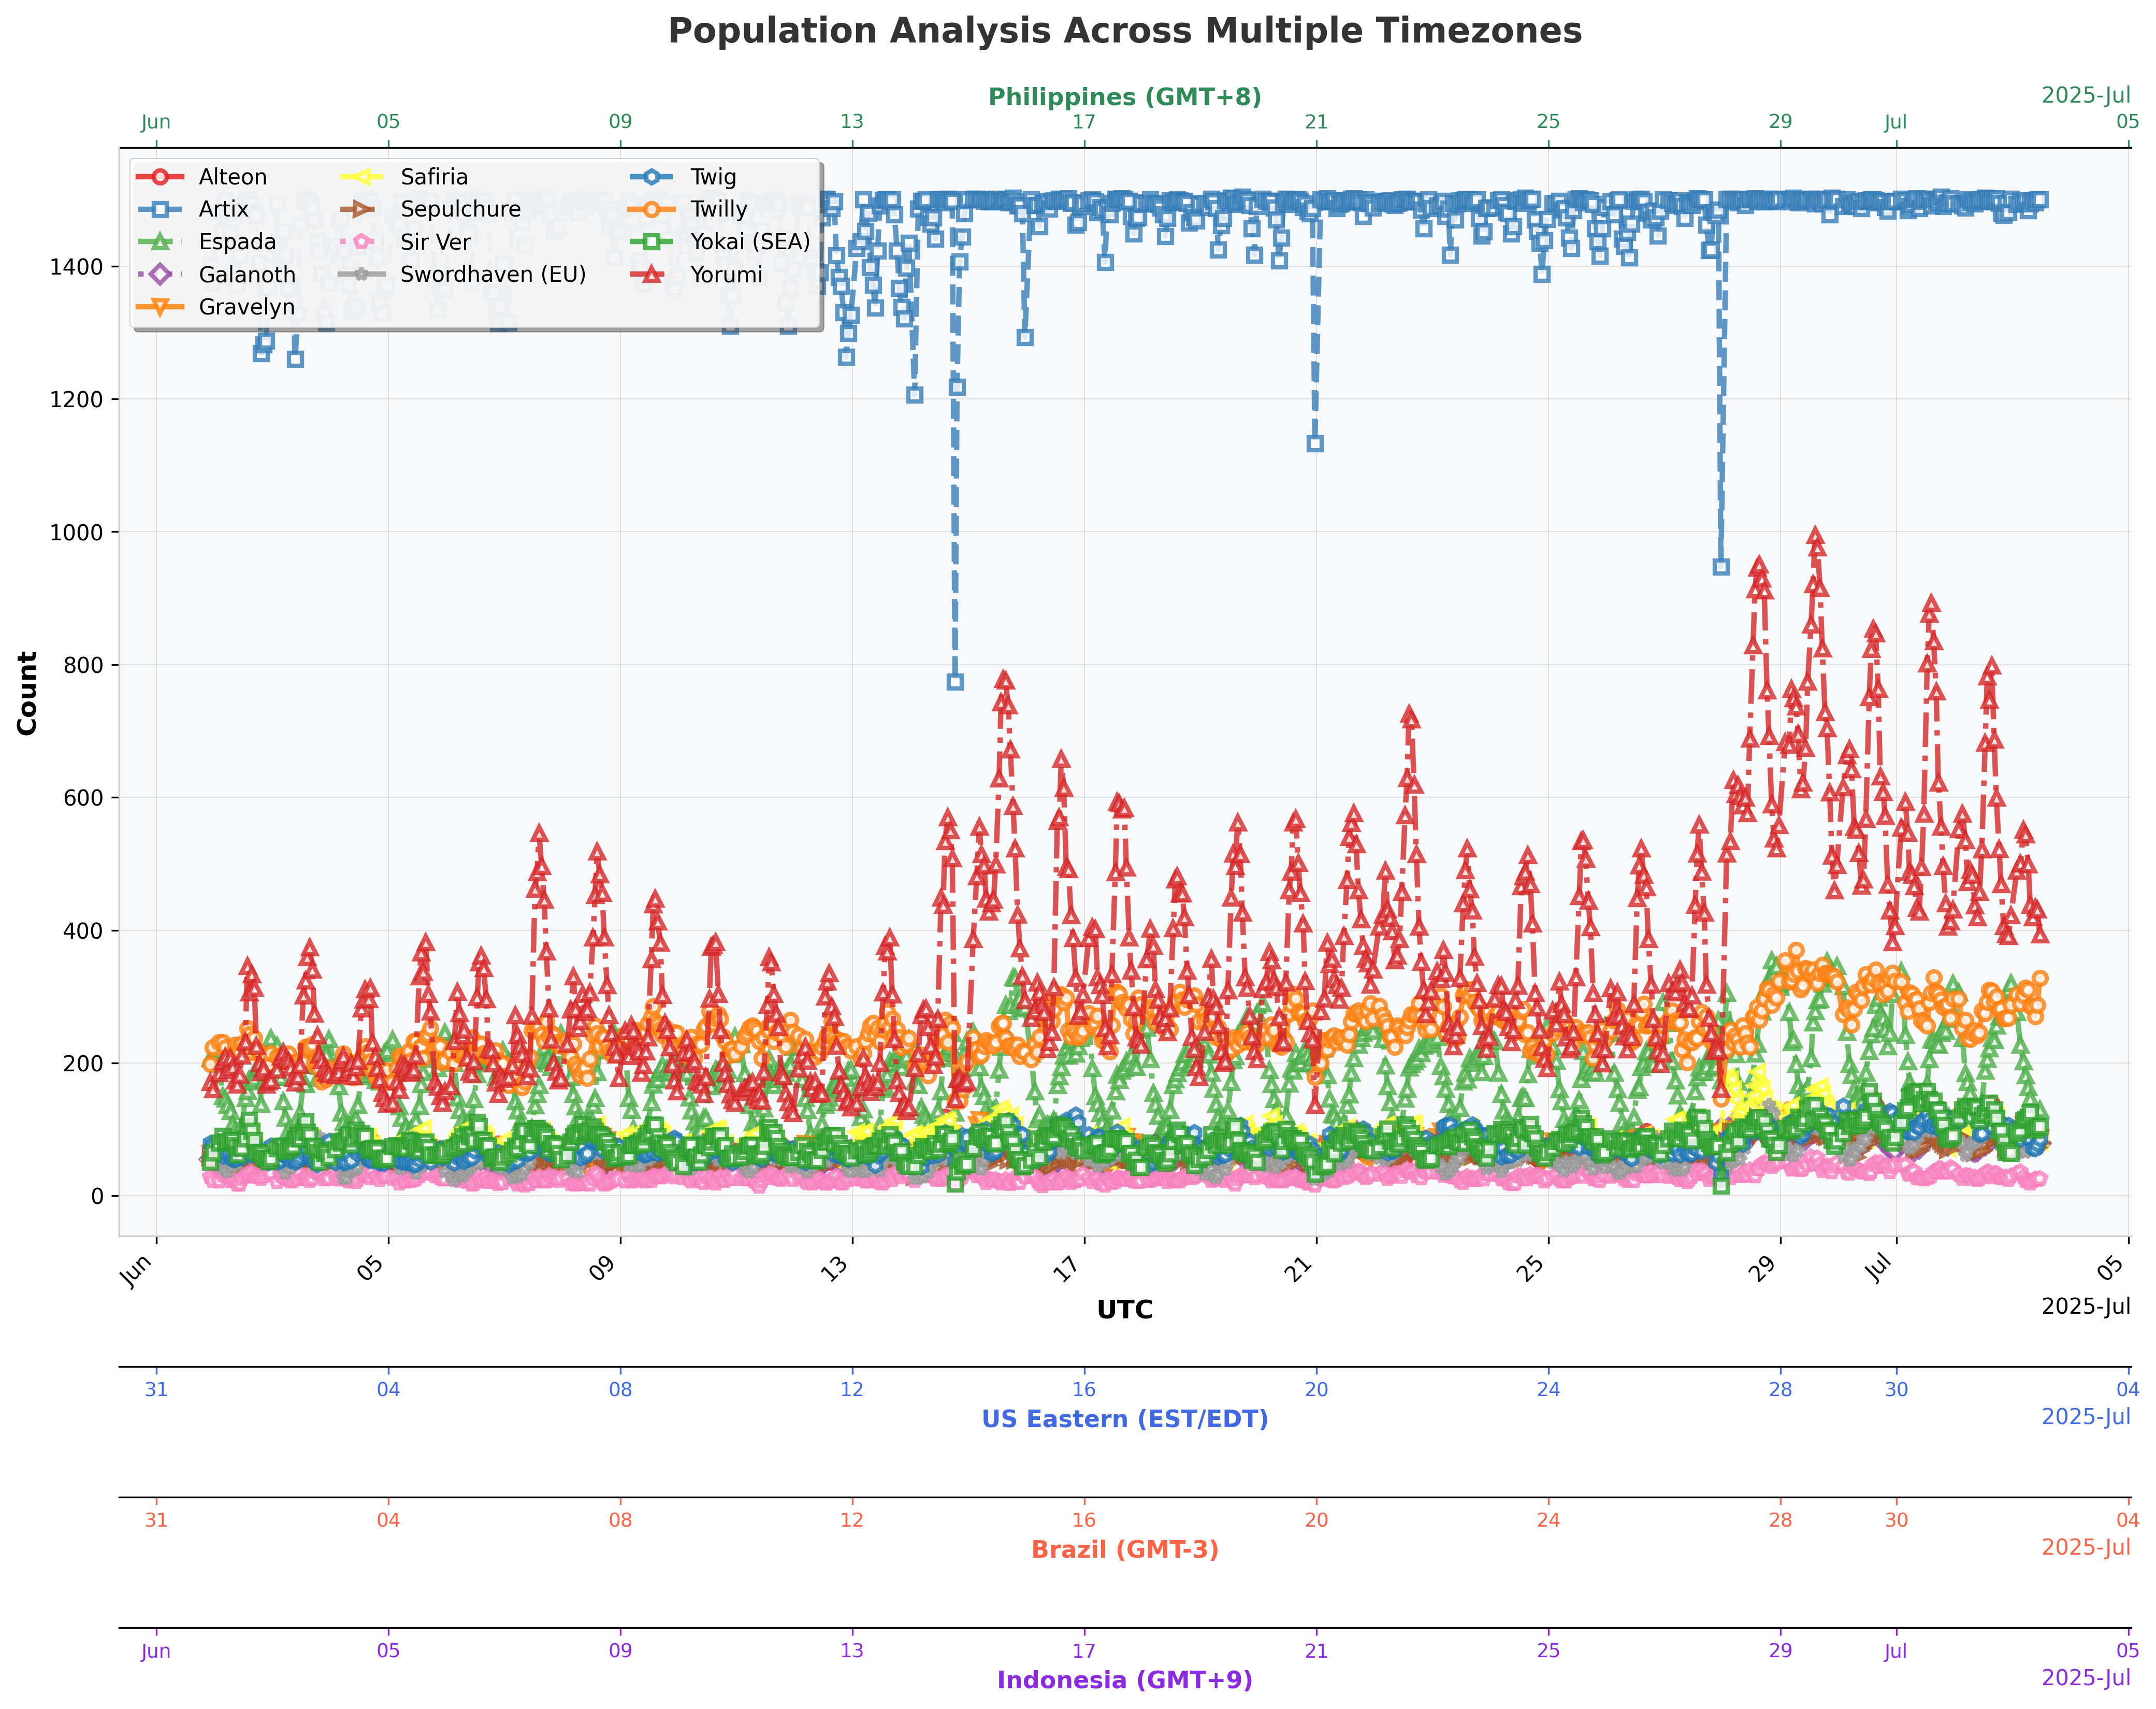 Population Analysis Across Multiple Timezones
Philippines (GMT+8)
2025-Jul
Jun 05 09 13 17 21 25 29 Jul 05
Alteon
Artix
Espada
Galanoth
Gravelyn
Safiria
Sepulchure
Sir Ver
Swordhaven (EU)
Twig
Twilly
Yokai (SEA)
Yorumi
Count
1400
1200
1000
800
600
400
200
0
Jun 05 09 13 17 21 25 29 Jul 05
UTC
2025-Jul
31 04 08 12 16 20 24 28 30 04
US Eastern (EST/EDT)
2025-Jul
31 04 08 12 16 20 24 28 30 04
Brazil (GMT-3)
2025-Jul
Jun 05 09 13 17 21 25 29 Jul 05
Indonesia (GMT+9)
2025-Jul